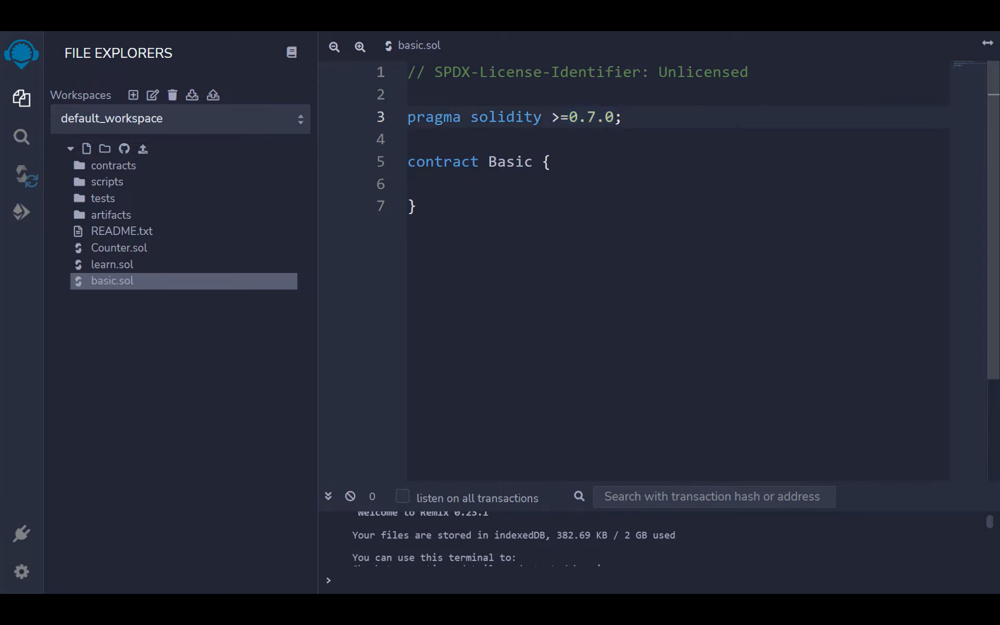 FILE EXPLORERS
Workspaces
default_workspace
contracts
scripts
tests
artifacts
README.txt
Counter.sol
learn.sol
basic.sol
basic.sol
1 // SPDX-License-Identifier: Unlicensed
2
3 pragma solidity >=0.7.0;
4
5 contract Basic {
6
7 }
0 listen on all transactions Search with transaction hash or address
Welcome to Remix 0.25.1
Your files are stored in indexedDB, 382.69 KB / 2 GB used
You can use this terminal to:
>